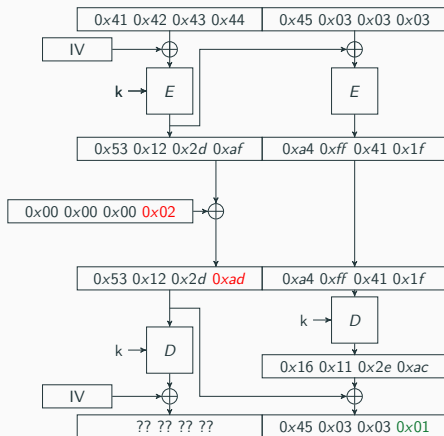 0x41 0x42 0x43 0x44 0x45 0x03 0x03 0x03
IV
k E E
0x53 0x12 0x2d 0xaf 0xa4 0xff 0x41 0x1f
0x00 0x00 0x00 0x02
0x53 0x12 0x2d 0xad 0xa4 0xff 0x41 0x1f
k D
k D
0x16 0x11 0x2e 0xac
IV
?? ?? ?? ?? 0x45 0x03 0x03 0x01